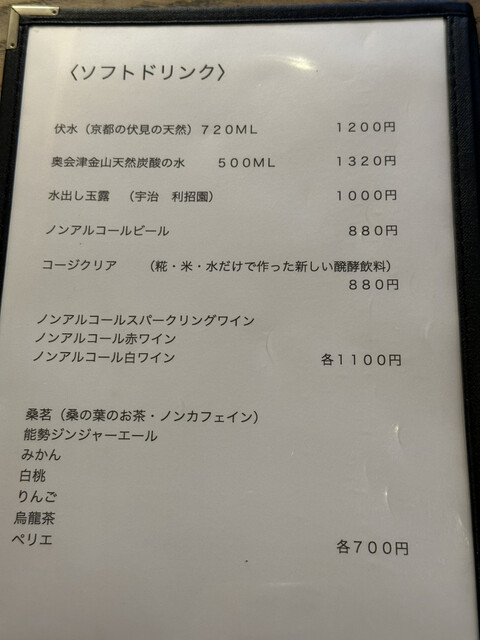 〈ソフトドリンク〉
伏水（京都の伏見の天然）７２０ＭＬ　１２００円
奥会津金山天然炭酸の水　５００ＭＬ　１３２０円
水出し玉露　（宇治　利招園）　１０００円
ノンアルコールビール　８８０円
コージクリア　（糀・米・水だけで作った新しい醗酵飲料）
８８０円
ノンアルコールスパークリングワイン
ノンアルコール赤ワイン
ノンアルコール白ワイン　各１１００円
桑茗（桑の葉のお茶・ノンカフェイン）
能勢ジンジャーエール
みかん
白桃
りんご
烏龍茶
ペリエ　各７００円